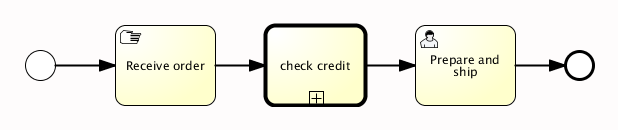 Receive order
check credit
Prepare and
ship